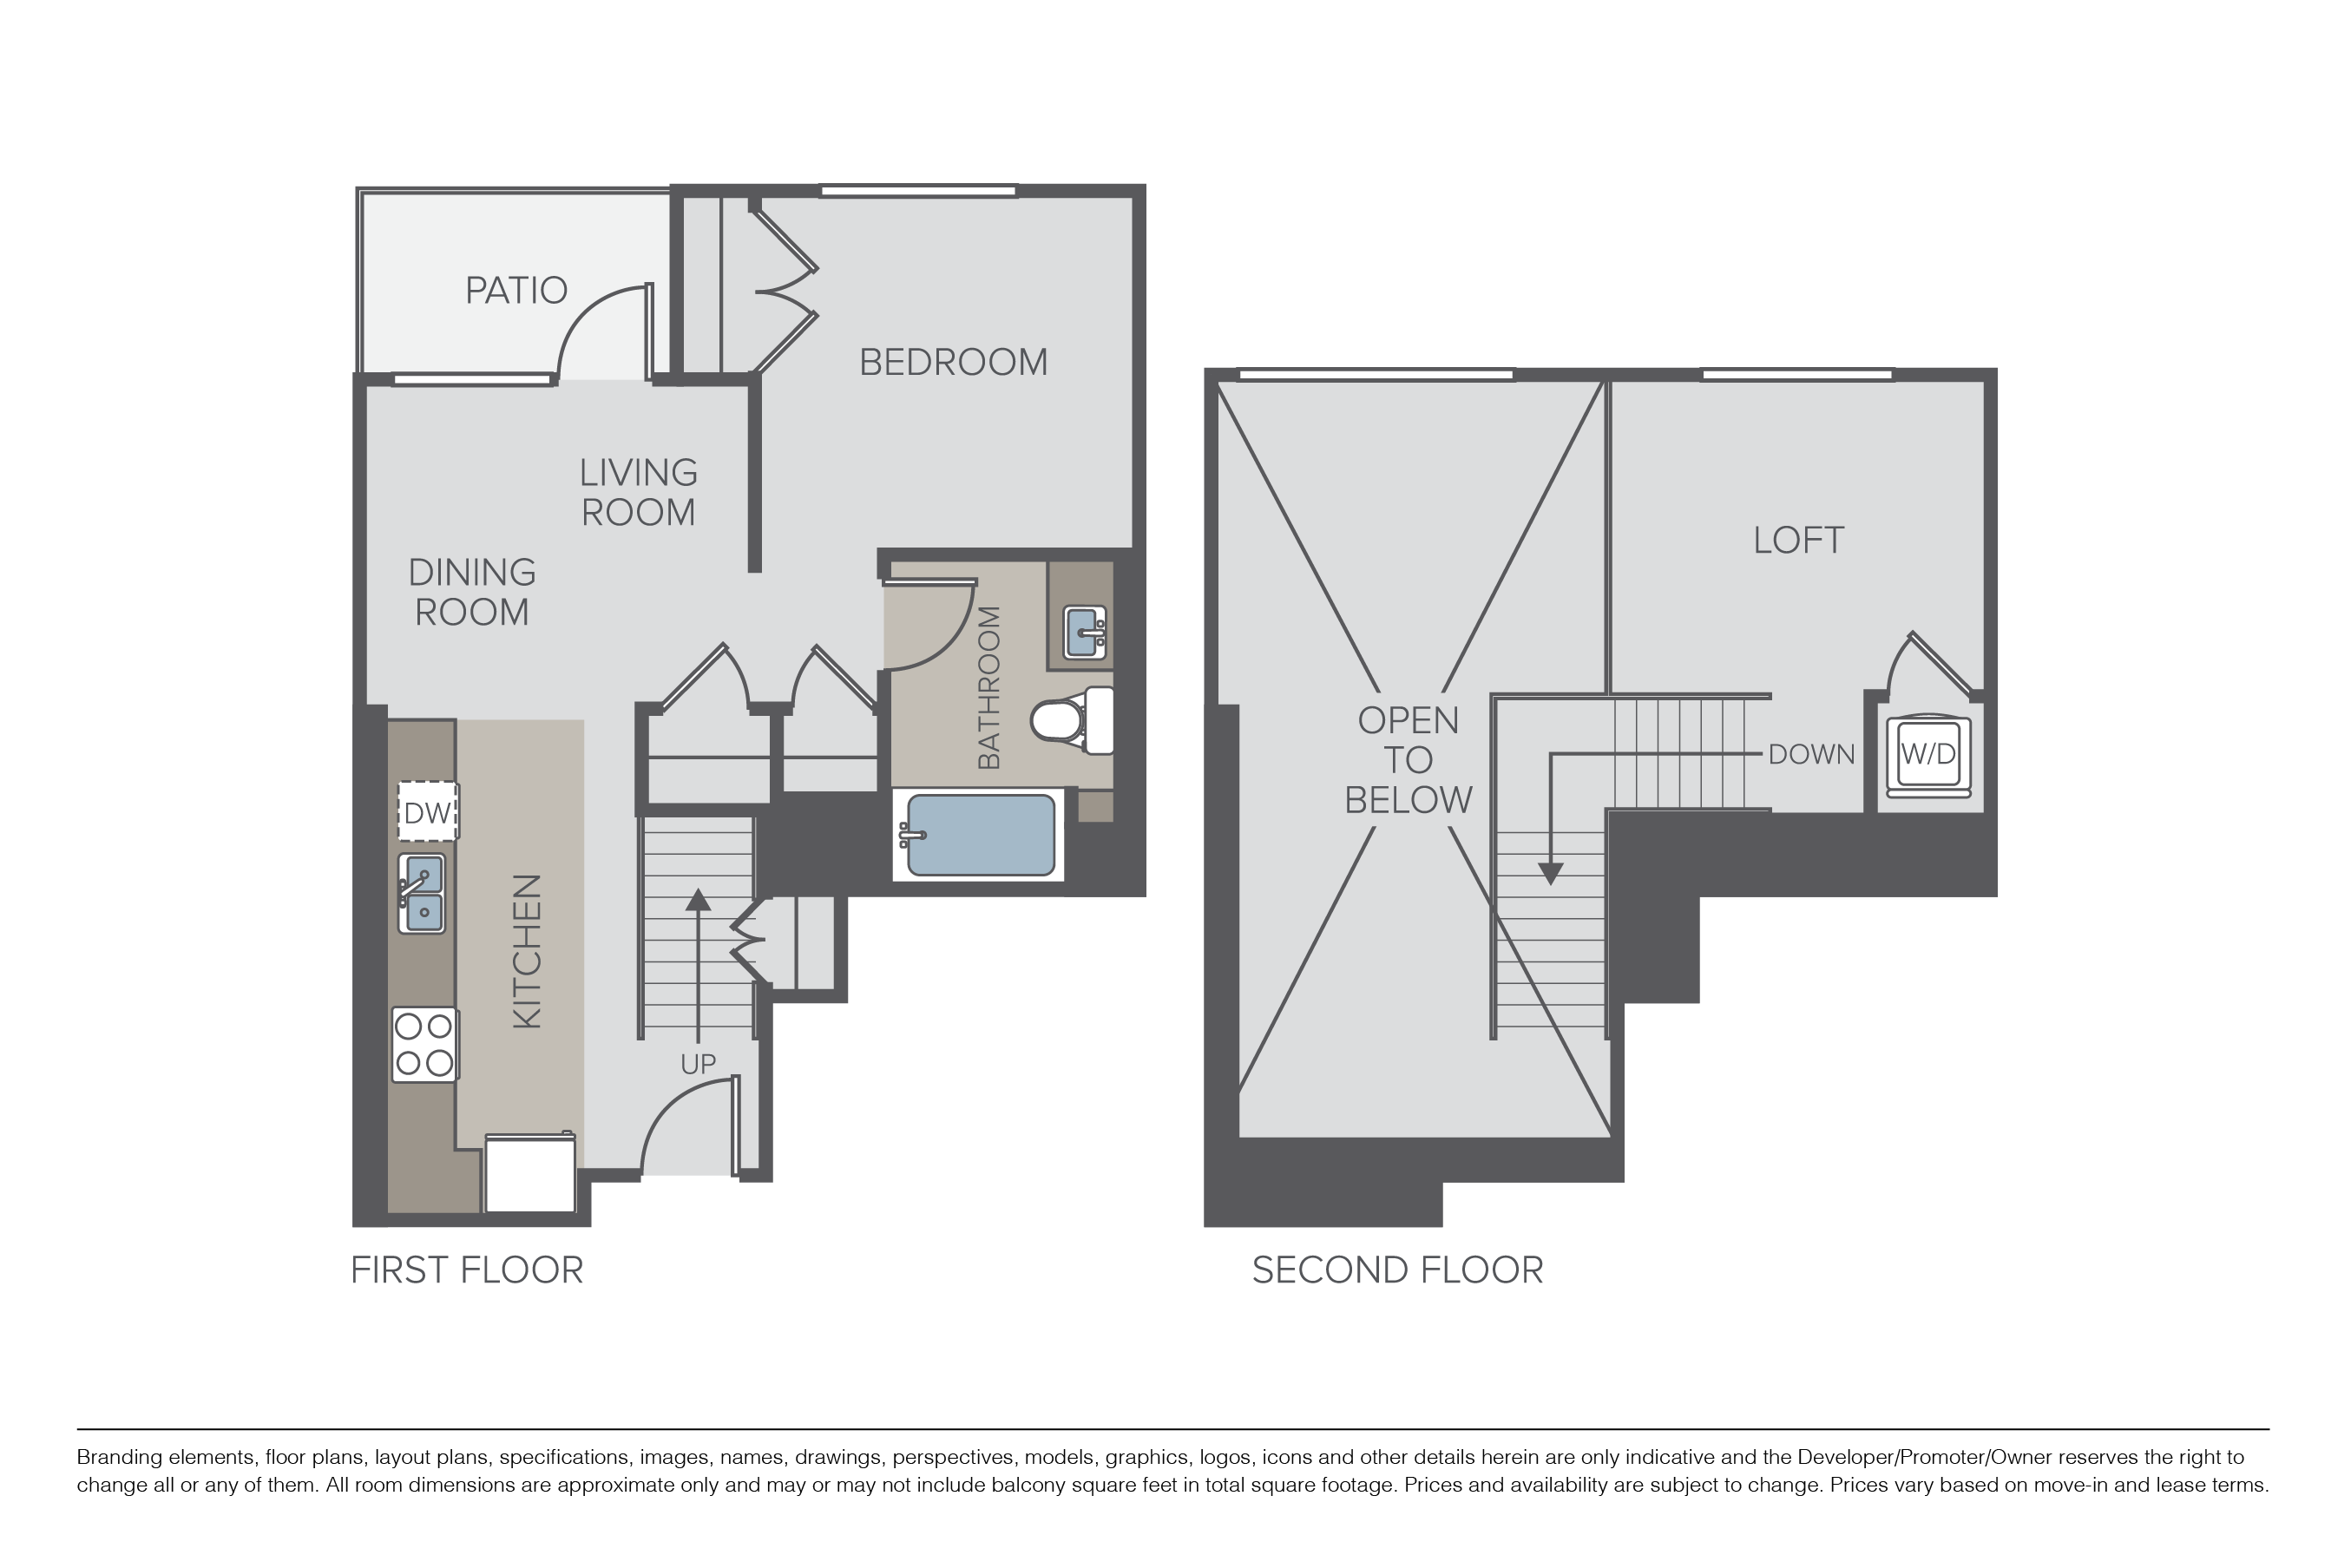 PATIO
BEDROOM
LIVING
ROOM
DINING
ROOM
BATHROOM
DW
KITCHEN
UP
FIRST FLOOR
LOFT
OPEN
TO
BELOW
DOWN
W/D
SECOND FLOOR
Branding elements, floor plans, layout plans, specifications, images, names, drawings, perspectives, models, graphics, logos, icons and other details herein are only indicative and the Developer/Promoter/Owner reserves the right to
change all or any of them. All room dimensions are approximate only and may or may not include balcony square feet in total square footage. Prices and availability are subject to change. Prices vary based on move-in and lease terms.